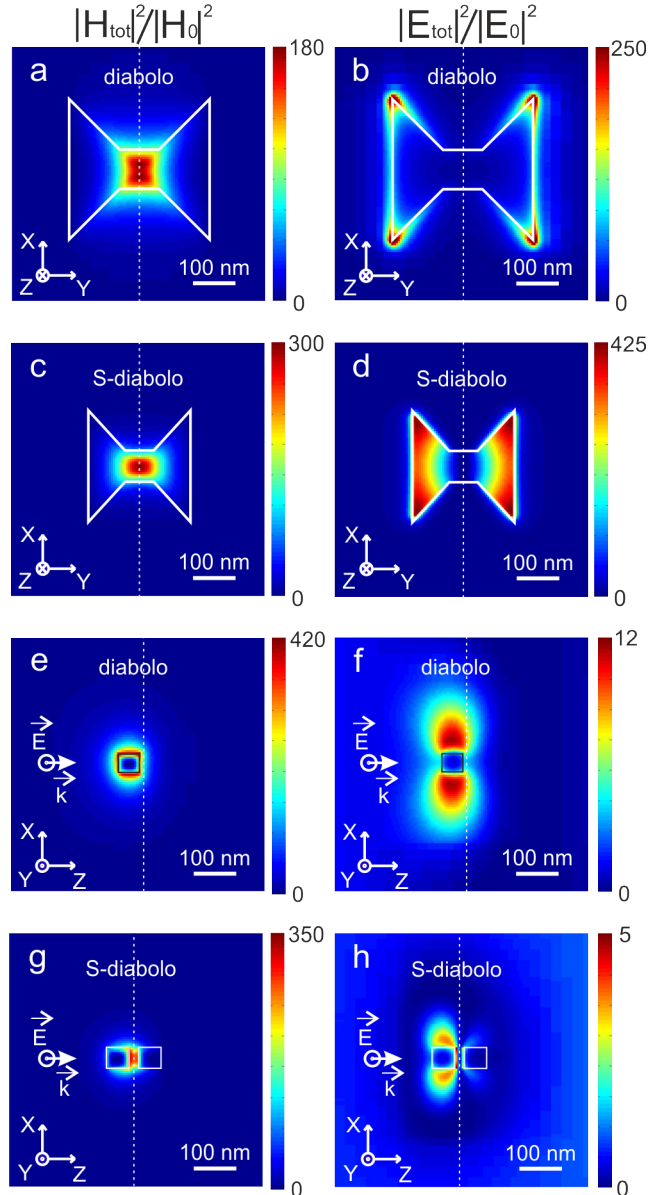 |Htot|²/|H0|² |Etot|²/|E0|²
a diabolo 180
X
Z Y 100 nm 0
b diabolo 250
X
Z Y 100 nm 0
c 300
S-diabolo
X
Z Y 100 nm 0
d 425
S-diabolo
X
Z Y 100 nm 0
e diabolo 420
E
k
X
Y Z 100 nm 0
f diabolo 12
E
k
X
Y Z 100 nm 0
g 350
S-diabolo
E
k
X
Y Z 100 nm 0
h 5
S-diabolo
E
k
X
Y Z 100 nm 0